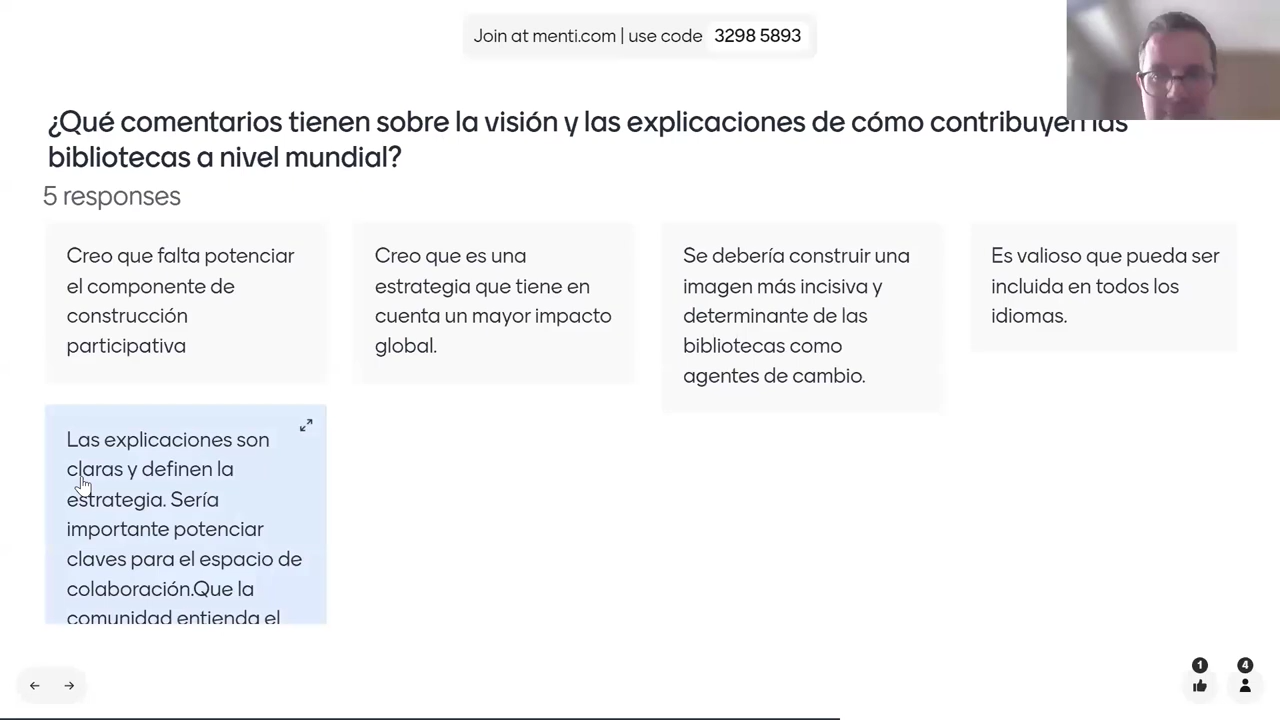 Join at menti.com | use code 3298 5893
¿Qué comentarios tienen sobre la visión y las explicaciones de cómo contribuyen las
bibliotecas a nivel mundial?
5 responses
Creo que falta potenciar
el componente de
construcción
participativa
Creo que es una
estrategia que tiene en
cuenta un mayor impacto
global.
Se debería construir una
imagen más incisiva y
determinante de las
bibliotecas como
agentes de cambio.
Es valioso que pueda ser
incluida en todos los
idiomas.
Las explicaciones son
claras y definen la
estrategia. Sería
importante potenciar
claves para el espacio de
colaboración.Que la
comunidad entienda el
1
4